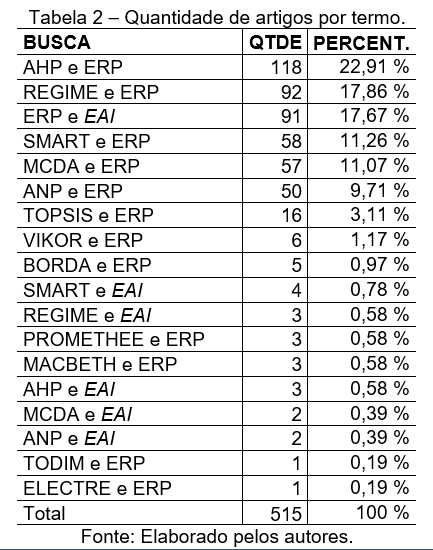 Tabela 2 – Quantidade de artigos por termo.
BUSCA QTDE PERCENT.
AHP e ERP 118 22,91 %
REGIME e ERP 92 17,86 %
ERP e EAI 91 17,67 %
SMART e ERP 58 11,26 %
MCDA e ERP 57 11,07 %
ANP e ERP 50 9,71 %
TOPSIS e ERP 16 3,11 %
VIKOR e ERP 6 1,17 %
BORDA e ERP 5 0,97 %
SMART e EAI 4 0,78 %
REGIME e EAI 3 0,58 %
PROMETHEE e ERP 3 0,58 %
MACBETH e ERP 3 0,58 %
AHP e EAI 3 0,58 %
MCDA e EAI 2 0,39 %
ANP e EAI 2 0,39 %
TODIM e ERP 1 0,19 %
ELECTRE e ERP 1 0,19 %
Total 515 100 %
Fonte: Elaborado pelos autores.